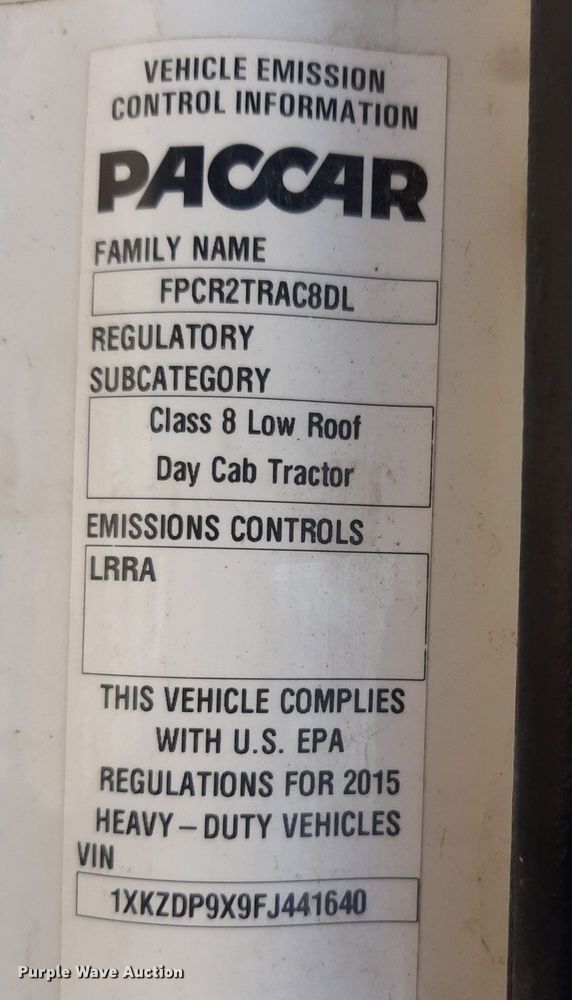 VEHICLE EMISSION
CONTROL INFORMATION
PACCAR
FAMILY NAME
FPCR2TRAC8DL
REGULATORY
SUBCATEGORY
Class 8 Low Roof
Day Cab Tractor
EMISSIONS CONTROLS
LRRA
THIS VEHICLE COMPLIES
WITH U.S. EPA
REGULATIONS FOR 2015
HEAVY – DUTY VEHICLES
VIN
1XKZDP9X9FJ441640
Purple Wave Auction